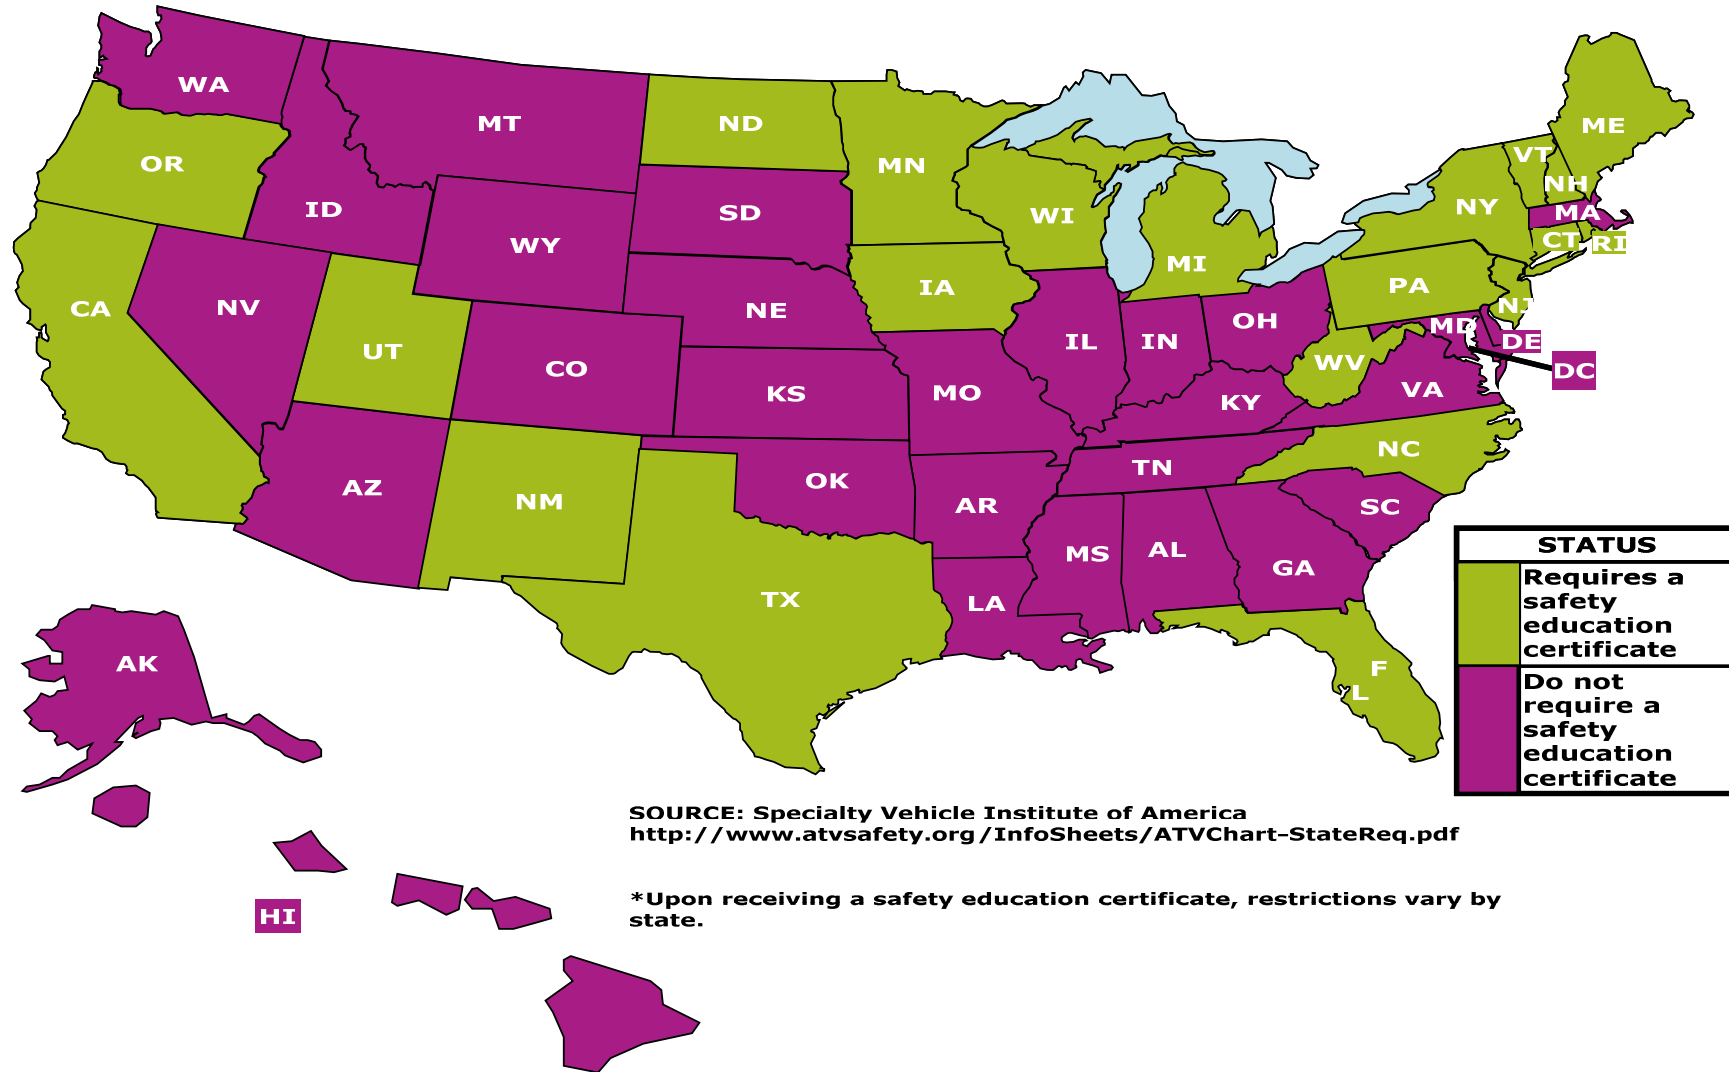 WA
MT
ND
MN
ME
VT
NH
OR
ID
WY
SD
WI
MI
NY
MA
CT
RI
CA
NV
UT
CO
NE
IA
KS
MO
IL
IN
OH
PA
NJ
MD
DE
DC
WV
VA
KY
AZ
NM
OK
AR
TN
NC
SC
TX
LA
MS
AL
GA
F
L
AK
HI
STATUS
Requires a
safety
education
certificate
Do not
require a
safety
education
certificate
SOURCE: Specialty Vehicle Institute of America
http://www.atvsafety.org/InfoSheets/ATVChart-StateReq.pdf
*Upon receiving a safety education certificate, restrictions vary by
state.